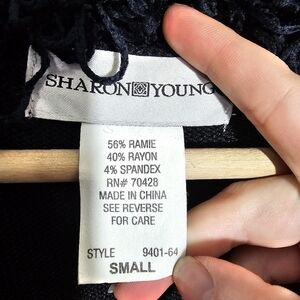 SHARON YOUNG
S
56% RAMIE
40% RAYON
4% SPANDEX
RN# 70428
MADE IN CHINA
SEE REVERSE
FOR CARE
STYLE 9401-64
SMALL